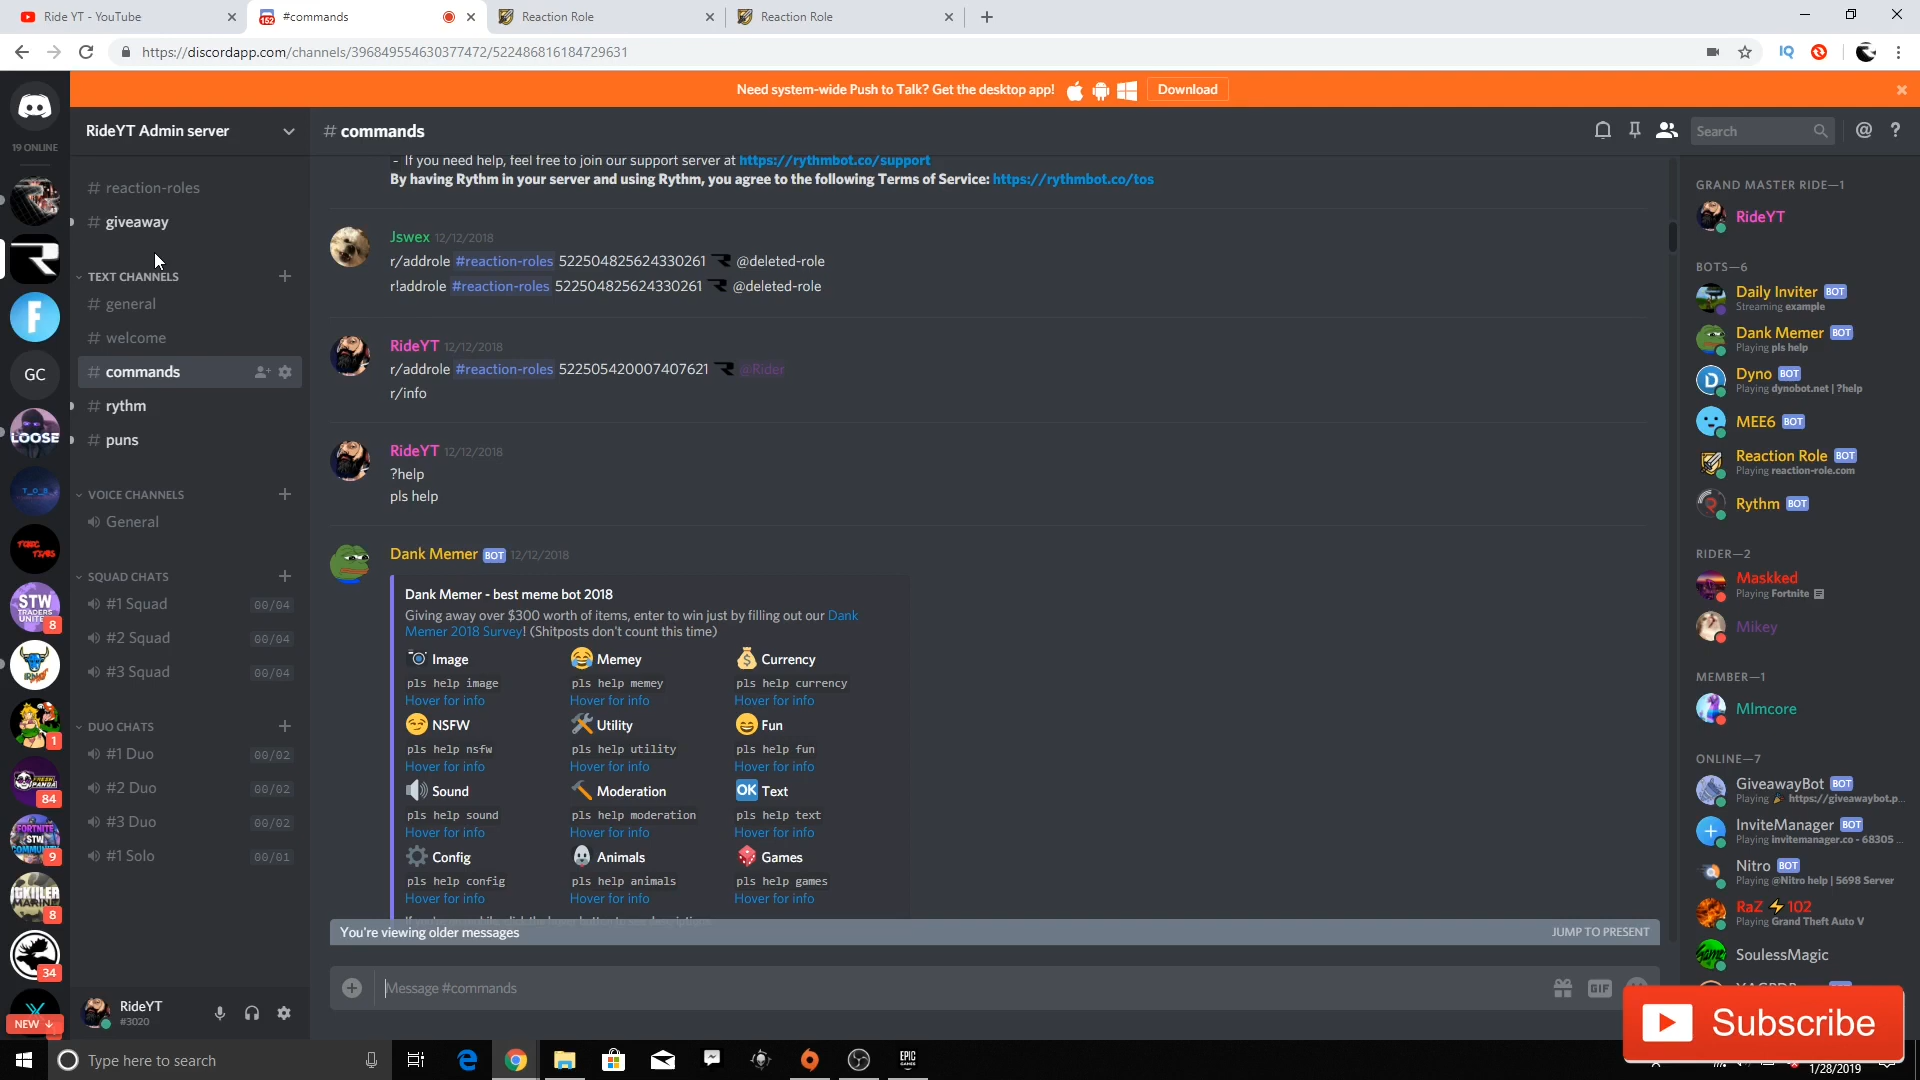 Ride YT - YouTube
#commands
Reaction Role
Reaction Role
https://discordapp.com/channels/396849554630377472/522486816184729631
Need system-wide Push to Talk? Get the desktop app!
Download
19 ONLINE
RideYT Admin server
# commands
Search
# reaction-roles
# giveaway
TEXT CHANNELS
# general
# welcome
# commands
# rythm
# puns
VOICE CHANNELS
General
SQUAD CHATS
#1 Squad 00/04
#2 Squad 00/04
#3 Squad 00/04
DUO CHATS
#1 Duo 00/02
#2 Duo 00/02
#3 Duo 00/02
#1 Solo 00/01
RideYT
#3020
GC
LOOSE
STW
TRADERS
8
1
84
9
8
34
NEW
- If you need help, feel free to join our support server at https://rythmbot.co/support
By having Rythm in your server and using Rythm, you agree to the following Terms of Service: https://rythmbot.co/tos
Jswex 12/12/2018
r/addrole #reaction-roles 522504825624330261 @deleted-role
r!addrole #reaction-roles 522504825624330261 @deleted-role
RideYT 12/12/2018
r/addrole #reaction-roles 522505420007407621 @Rider
r/info
RideYT 12/12/2018
?help
pls help
Dank Memer BOT 12/12/2018
Dank Memer - best meme bot 2018
Giving away over $300 worth of items, enter to win just by filling out our Dank
Memer 2018 Survey! (Shitposts don't count this time)
Image Memey Currency
pls help image pls help memey pls help currency
Hover for info Hover for info Hover for info
NSFW Utility Fun
pls help nsfw pls help utility pls help fun
Hover for info Hover for info Hover for info
Sound Moderation OK Text
pls help sound pls help moderation pls help text
Hover for info Hover for info Hover for info
Config Animals Games
pls help config pls help animals pls help games
Hover for info Hover for info Hover for info
You're viewing older messages
JUMP TO PRESENT
Message #commands
GIF
GRAND MASTER RIDE—1
RideYT
BOTS—6
Daily Inviter BOT
Streaming example
Dank Memer BOT
Playing pls help
Dyno BOT
Playing dynobot.net | ?help
MEE6 BOT
Reaction Role BOT
Playing reaction-role.com
Rythm BOT
RIDER—2
Maskked
Playing Fortnite
Mikey
MEMBER—1
Mlmcore
ONLINE—7
GiveawayBot BOT
Playing https://giveawaybot.p...
InviteManager BOT
Playing invitemanager.co - 68305 ...
Nitro BOT
Playing @Nitro help | 5698 Server
RaZ ⚡102
Playing Grand Theft Auto V
SoulessMagic
Subscribe
Type here to search
EPIC
GAMES
1/28/2019